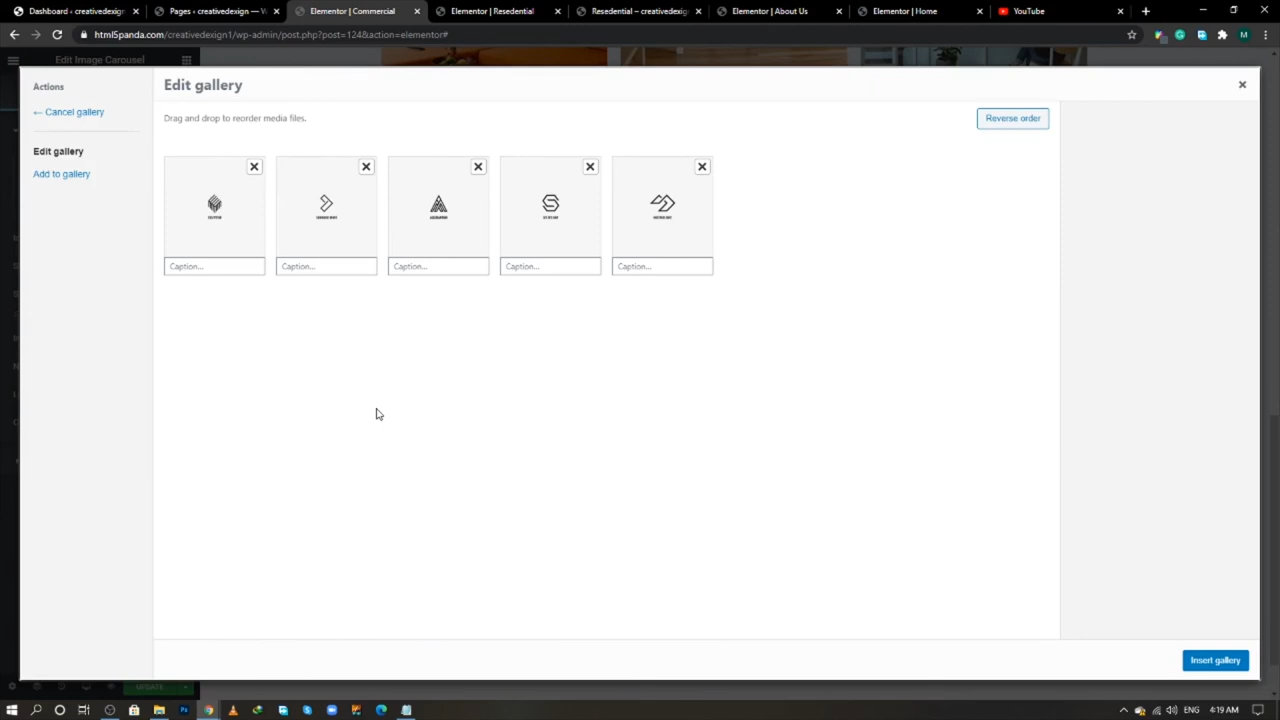 Dashboard ‹ creativedexign
Pages ‹ creativedexign — W
Elementor | Commercial
Elementor | Resedential
Resedential – creativedexign
Elementor | About Us
Elementor | Home
YouTube
html5panda.com/creativedexign1/wp-admin/post.php?post=124&action=elementor#
M
Edit Image Carousel
Actions
← Cancel gallery
Edit gallery
Add to gallery
Edit gallery
Drag and drop to reorder media files.
Reverse order
Caption...
Caption...
Caption...
Caption...
Caption...
Insert gallery
UPDATE
ENG
4:19 AM